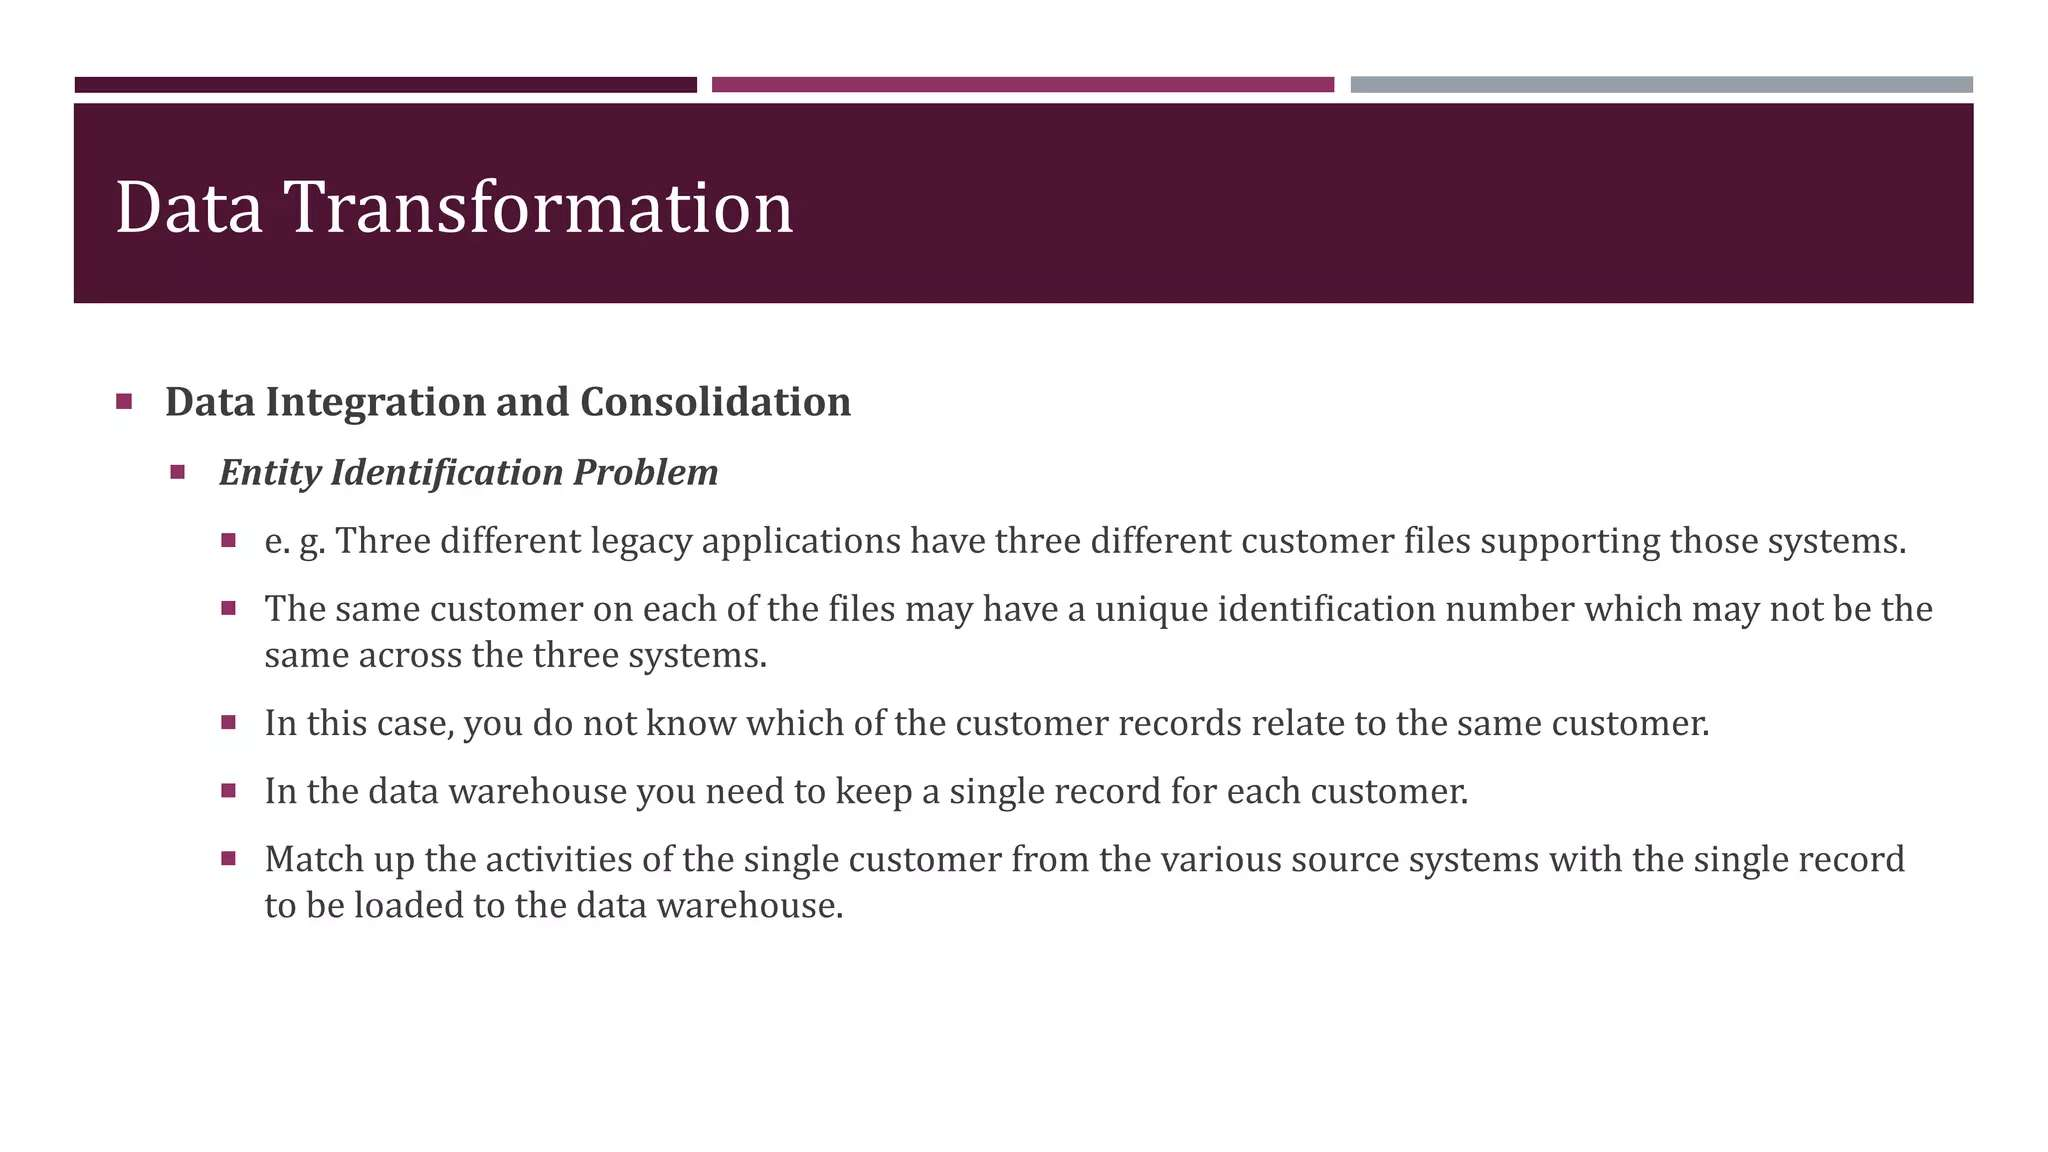 Data Transformation
Data Integration and Consolidation
Entity Identification Problem
e. g. Three different legacy applications have three different customer files supporting those systems.
The same customer on each of the files may have a unique identification number which may not be the
same across the three systems.
In this case, you do not know which of the customer records relate to the same customer.
In the data warehouse you need to keep a single record for each customer.
Match up the activities of the single customer from the various source systems with the single record
to be loaded to the data warehouse.